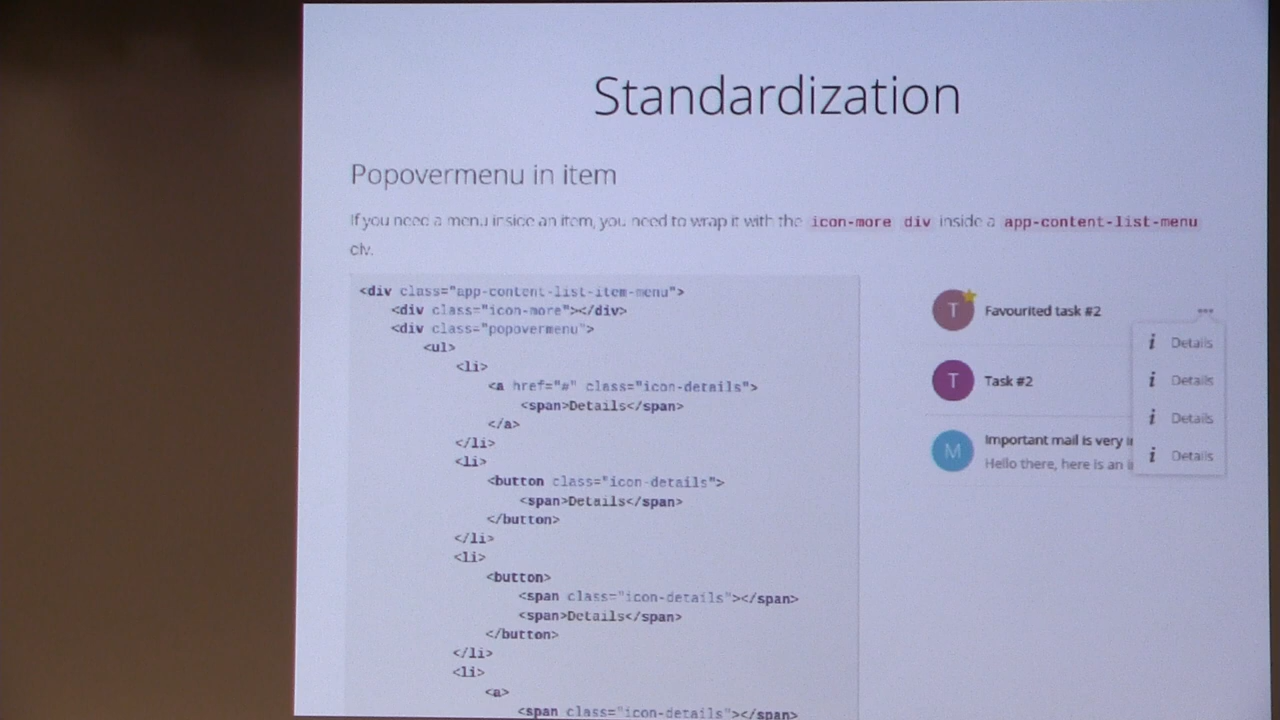 Standardization
Popovermenu in item
If you need a menu inside an item, you need to wrap it with the icon-more div inside a app-content-list-menu
div.
<div class="app-content-list-item-menu">
<div class="icon-more"></div>
<div class="popovermenu">
<ul>
<li>
<a href="#" class="icon-details">
<span>Details</span>
</a>
</li>
<li>
<button class="icon-details">
<span>Details</span>
</button>
</li>
<li>
<button>
<span class="icon-details"></span>
<span>Details</span>
</button>
</li>
<li>
<a>
<span class="icon-details"></span>
T Favourited task #2
i Details
i Details
T Task #2
i Details
M Important mail is very
i Details
Hello there, here is an